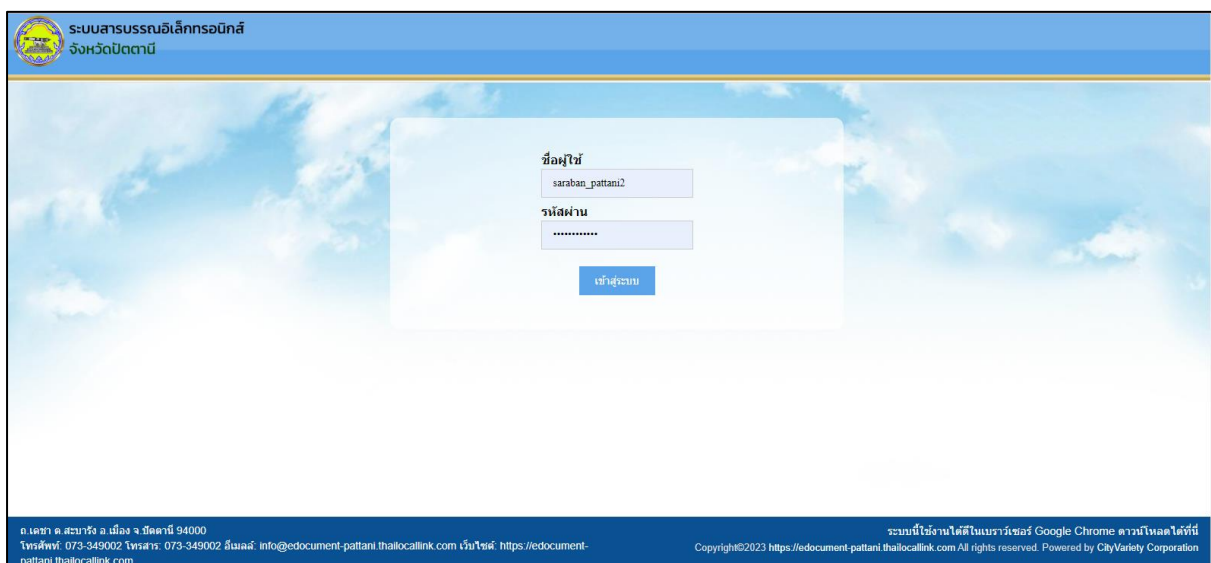 ระบบสารบรรณอิเล็กทรอนิกส์
จังหวัดปัตตานี
ชื่อผู้ใช้
saraban_pattani2
รหัสผ่าน
••••••••••••
เข้าสู่ระบบ
ถ.เดชา ต.สะบารัง อ.เมือง จ.ปัตตานี 94000
โทรศัพท์: 073-349002 โทรสาร: 073-349002 อีเมลล์: info@edocument-pattani.thailocallink.com เว็บไซต์: https://edocument-
pattani.thailocallink.com
ระบบนี้ใช้งานได้ดีในเบราว์เซอร์ Google Chrome ดาวน์โหลดได้ที่นี่
Copyright©2023 https://edocument-pattani.thailocallink.com All rights reserved. Powered by CityVariety Corporation